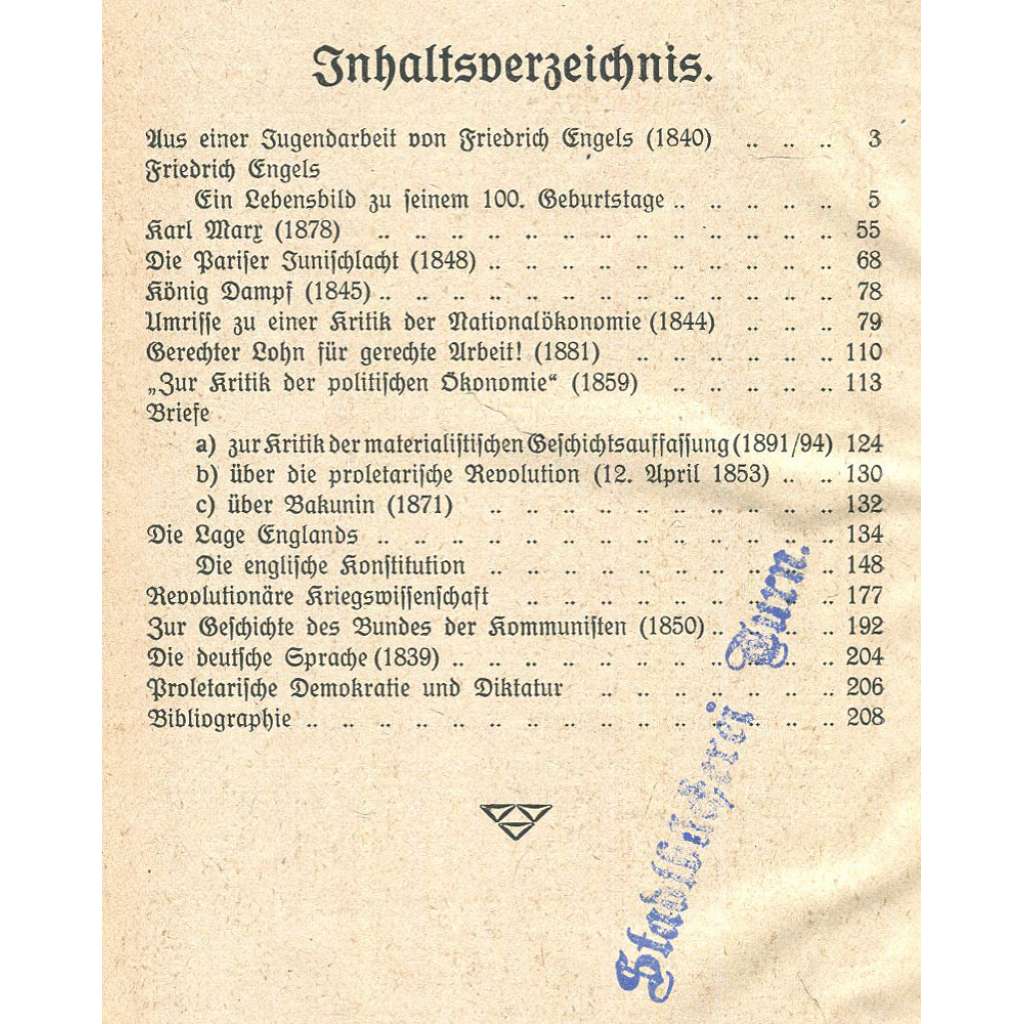 Inhaltsverzeichnis.
Aus einer Jugendarbeit von Friedrich Engels (1840) .. .. .. 3
Friedrich Engels
Ein Lebensbild zu seinem 100. Geburtstage .. .. .. .. .. 5
Karl Marx (1878) .. .. .. .. .. .. .. .. .. .. .. .. .. 55
Die Pariser Junischlacht (1848) .. .. .. .. .. .. .. .. .. .. 68
König Dampf (1845) .. .. .. .. .. .. .. .. .. .. .. .. .. 78
Umrisse zu einer Kritik der Nationalökonomie (1844) .. .. .. 79
Gerechter Lohn für gerechte Arbeit! (1881) .. .. .. .. .. .. 110
„Zur Kritik der politischen Ökonomie“ (1859) .. .. .. .. .. 113
Briefe
a) zur Kritik der materialistischen Geschichtsauffassung (1891/94) 124
b) über die proletarische Revolution (12. April 1853) .. .. 130
c) über Bakunin (1871) .. .. .. .. .. .. .. .. .. .. 132
Die Lage Englands .. .. .. .. .. .. .. .. .. .. .. .. .. 134
Die englische Konstitution .. .. .. .. .. .. .. .. .. .. 148
Revolutionäre Kriegswissenschaft .. .. .. .. .. .. .. .. .. 177
Zur Geschichte des Bundes der Kommunisten (1850) .. .. .. .. 192
Die deutsche Sprache (1839) .. .. .. .. .. .. .. .. .. .. .. 204
Proletarische Demokratie und Diktatur .. .. .. .. .. .. .. 206
Bibliographie .. .. .. .. .. .. .. .. .. .. .. .. .. .. .. 208
Turn.